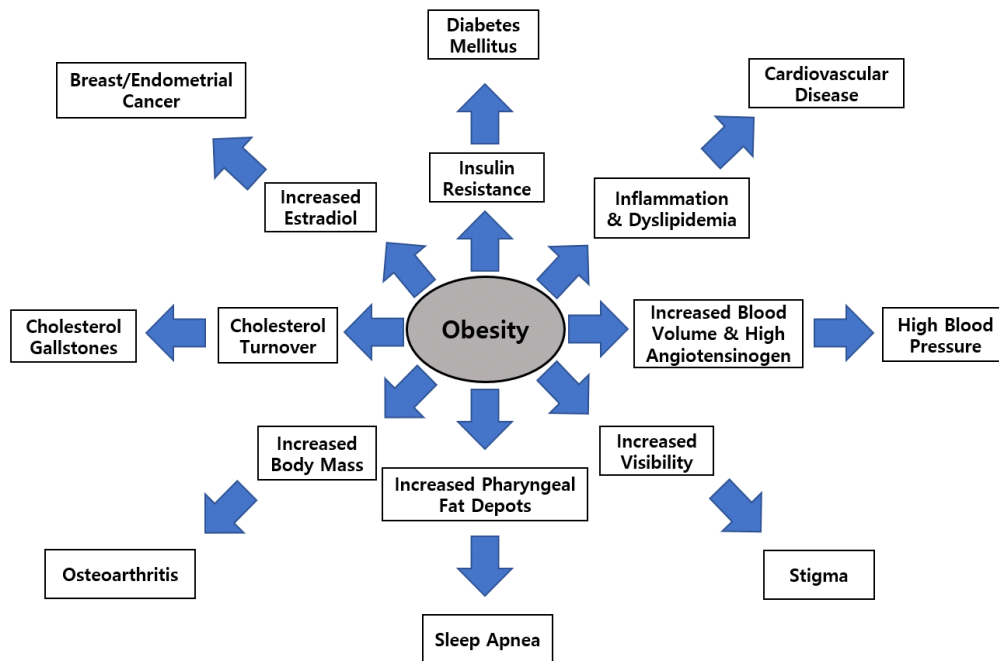 Diabetes
Mellitus
Breast/Endometrial
Cancer
Cardiovascular
Disease
Insulin
Resistance
Increased
Estradiol
Inflammation
& Dyslipidemia
Obesity
Cholesterol
Gallstones
Cholesterol
Turnover
Increased Blood
Volume & High
Angiotensinogen
High Blood
Pressure
Increased
Body Mass
Increased Pharyngeal
Fat Depots
Increased
Visibility
Osteoarthritis
Sleep Apnea
Stigma